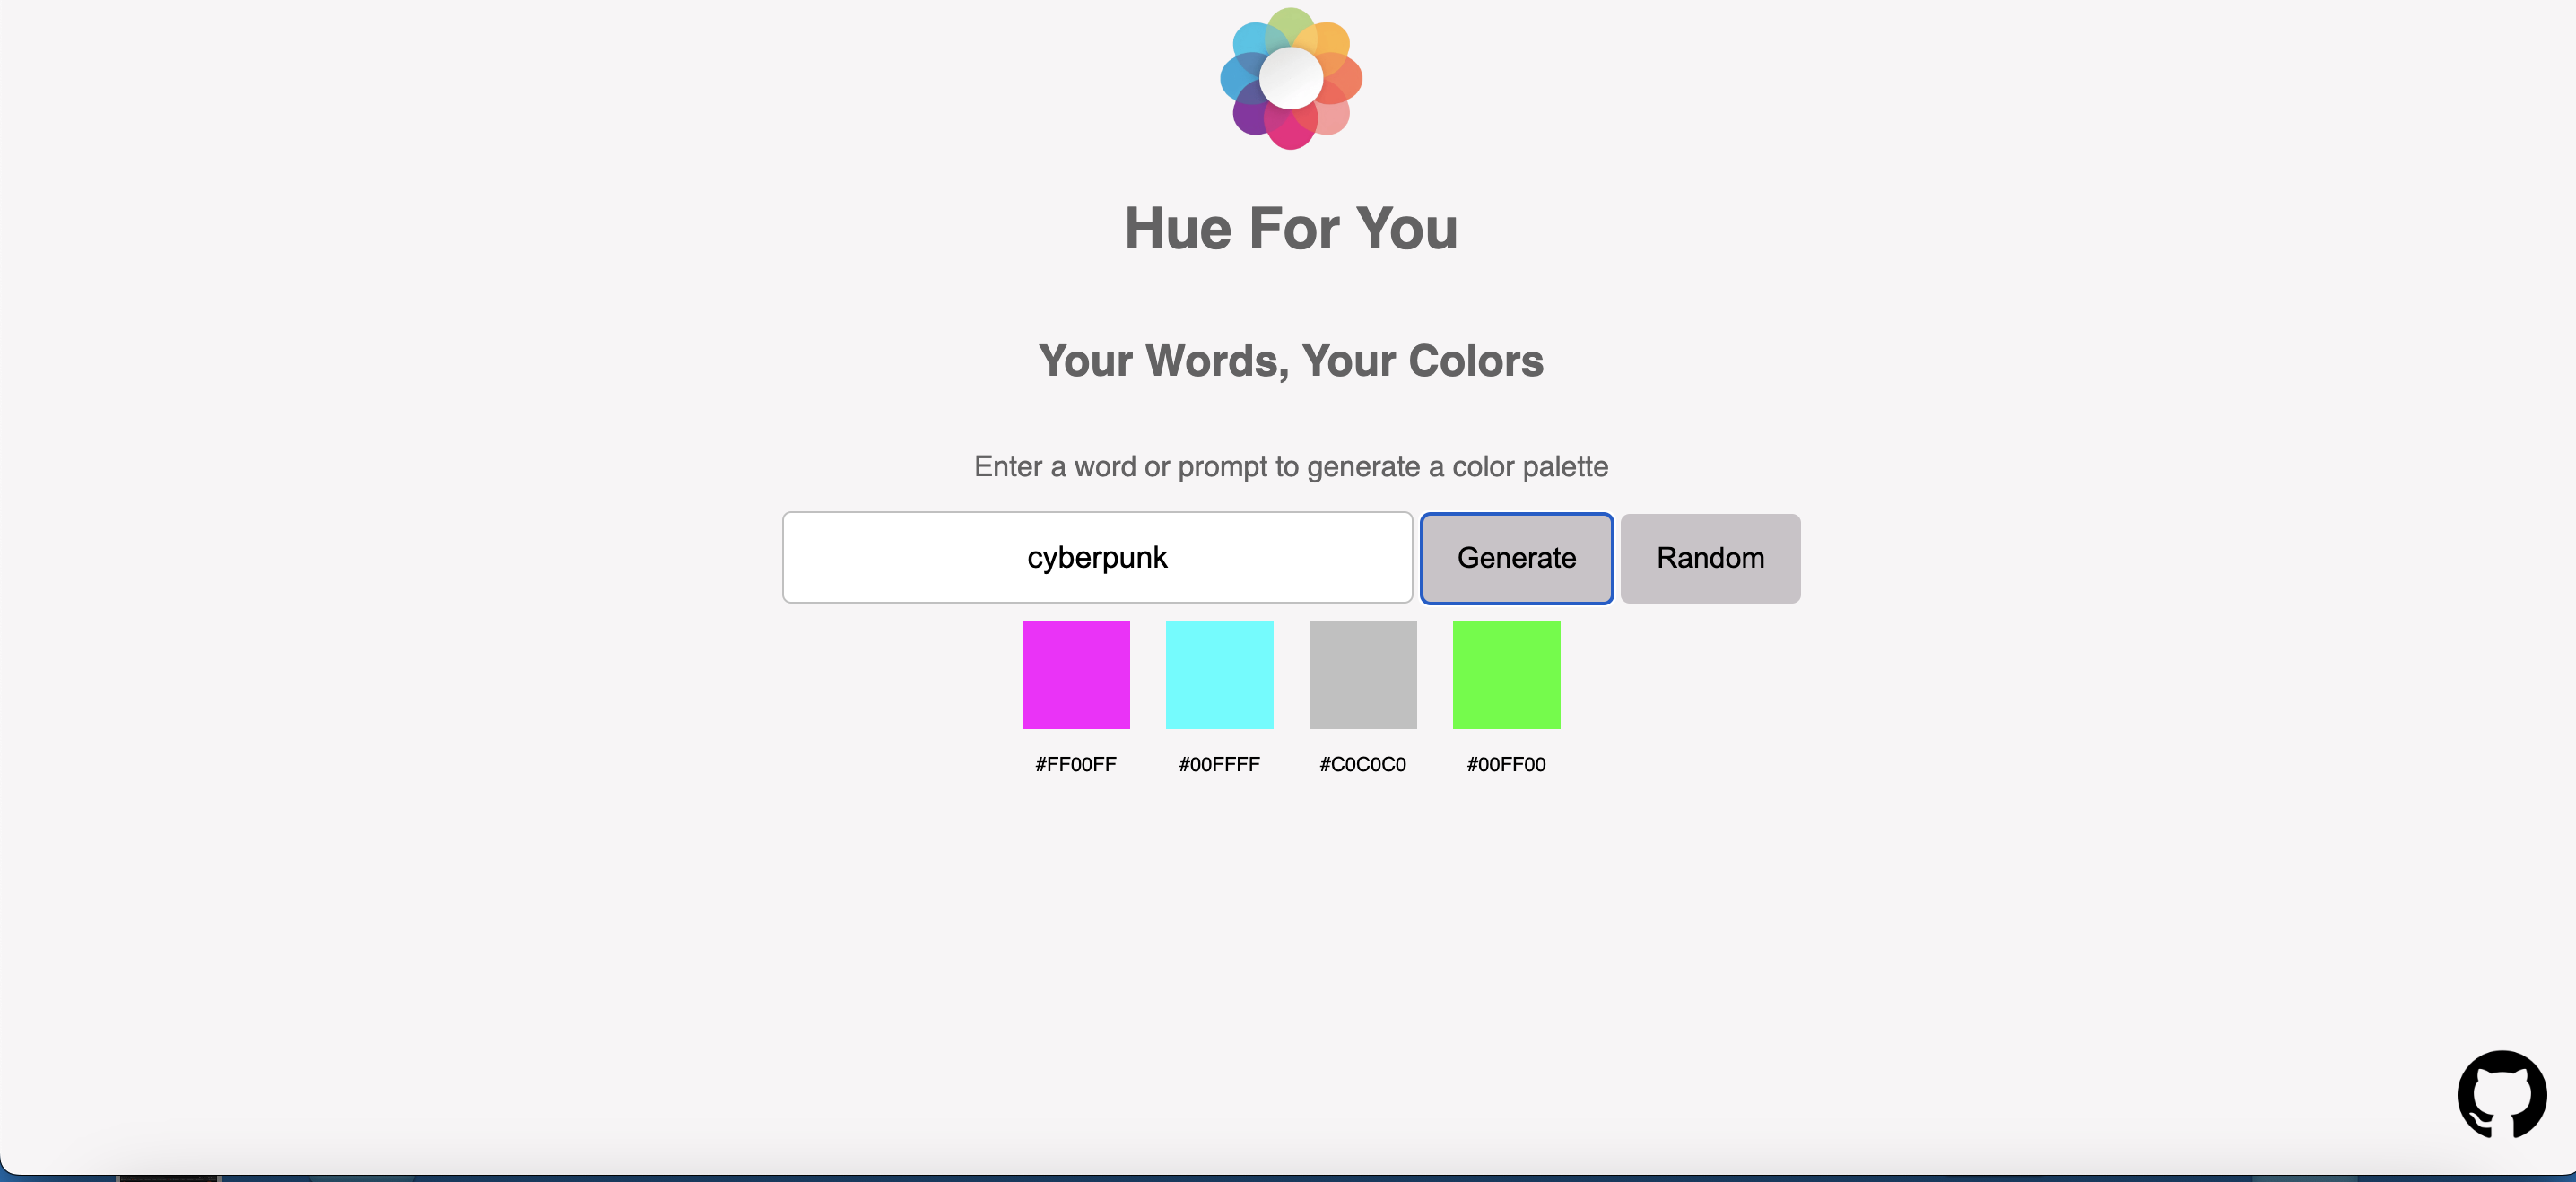 Hue For You
Your Words, Your Colors
Enter a word or prompt to generate a color palette
cyberpunk Generate Random
#FF00FF #00FFFF #C0C0C0 #00FF00